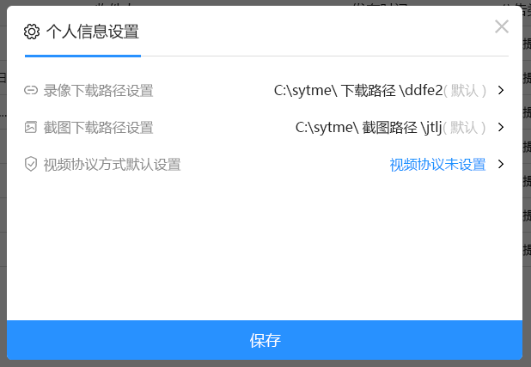 个人信息设置
录像下载路径设置 C:\sytme\ 下载路径 \ddfe2( 默认 )
截图下载路径设置 C:\sytme\ 截图路径 \jtlj( 默认 )
视频协议方式默认设置 视频协议未设置
保存